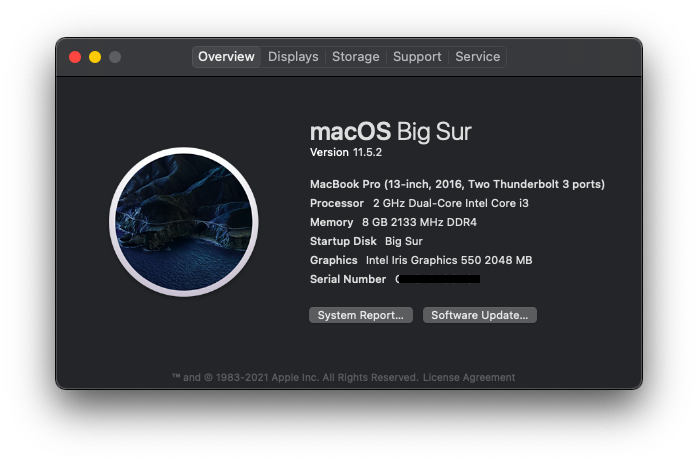 Overview Displays Storage Support Service
macOS Big Sur
Version 11.5.2
MacBook Pro (13-inch, 2016, Two Thunderbolt 3 ports)
Processor 2 GHz Dual-Core Intel Core i3
Memory 8 GB 2133 MHz DDR4
Startup Disk Big Sur
Graphics Intel Iris Graphics 550 2048 MB
Serial Number
System Report... Software Update...
™ and © 1983-2021 Apple Inc. All Rights Reserved. License Agreement